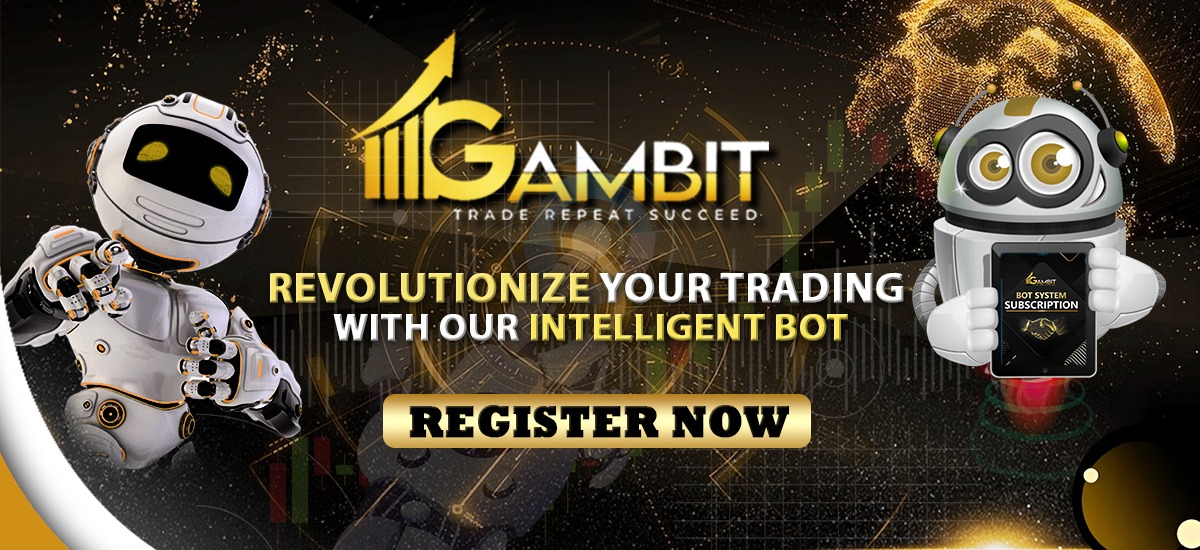 GAMBIT
TRADE REPEAT SUCCEED
REVOLUTIONIZE YOUR TRADING
WITH OUR INTELLIGENT BOT
GAMBIT
BOT SYSTEM
SUBSCRIPTION
REGISTER NOW